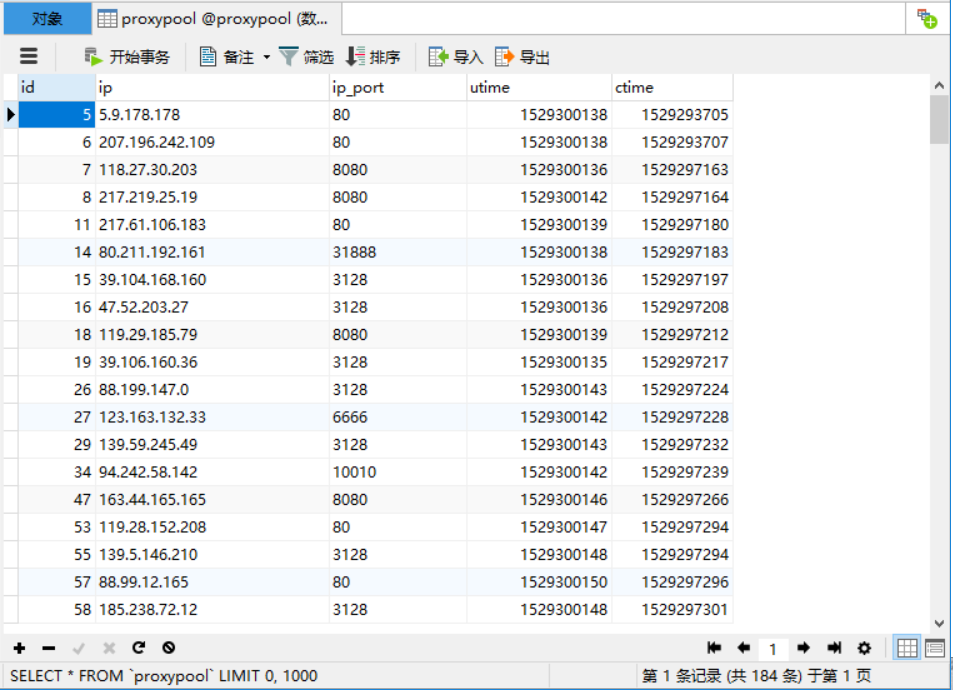 对象 proxypool @proxypool (数...
开始事务 备注 筛选 排序 导入 导出
id ip ip_port utime ctime
5 5.9.178.178 80 1529300138 1529293705
6 207.196.242.109 80 1529300138 1529293707
7 118.27.30.203 8080 1529300136 1529297163
8 217.219.25.19 8080 1529300142 1529297164
11 217.61.106.183 80 1529300139 1529297180
14 80.211.192.161 31888 1529300138 1529297183
15 39.104.168.160 3128 1529300136 1529297197
16 47.52.203.27 3128 1529300136 1529297208
18 119.29.185.79 8080 1529300139 1529297212
19 39.106.160.36 3128 1529300135 1529297217
26 88.199.147.0 3128 1529300143 1529297224
27 123.163.132.33 6666 1529300142 1529297228
29 139.59.245.49 3128 1529300143 1529297232
34 94.242.58.142 10010 1529300142 1529297239
47 163.44.165.165 8080 1529300146 1529297266
53 119.28.152.208 80 1529300147 1529297294
55 139.5.146.210 3128 1529300148 1529297294
57 88.99.12.165 80 1529300150 1529297296
58 185.238.72.12 3128 1529300148 1529297301
1
SELECT * FROM `proxypool` LIMIT 0, 1000 第 1 条记录 (共 184 条) 于第 1 页